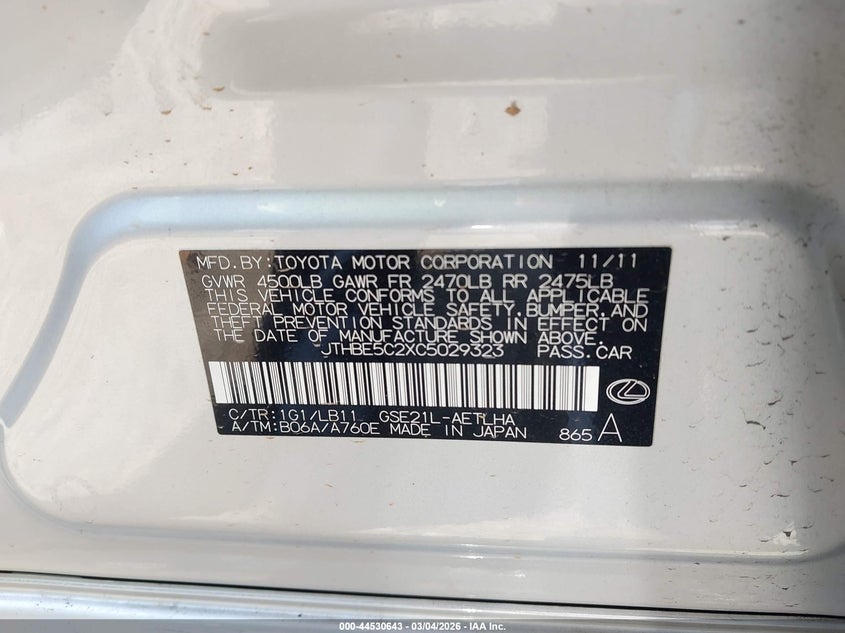 MFD.BY:TOYOTA MOTOR CORPORATION 11/11
GVWR 4500LB GAWR FR 2470LB RR 2475LB
THIS VEHICLE CONFORMS TO ALL APPLICABLE
FEDERAL MOTOR VEHICLE SAFETY,BUMPER,AND
THEFT PREVENTION STANDARDS IN EFFECT ON
THE DATE OF MANUFACTURE SHOWN ABOVE.
JTHBE5C2XC5029323 PASS.CAR
C/TR:1G1/LB11 GSE21L-AETLHA
A/TM:B06A/A760E MADE IN JAPAN 865 A
000-44530643 - 03/04/2026 - IAA Inc.